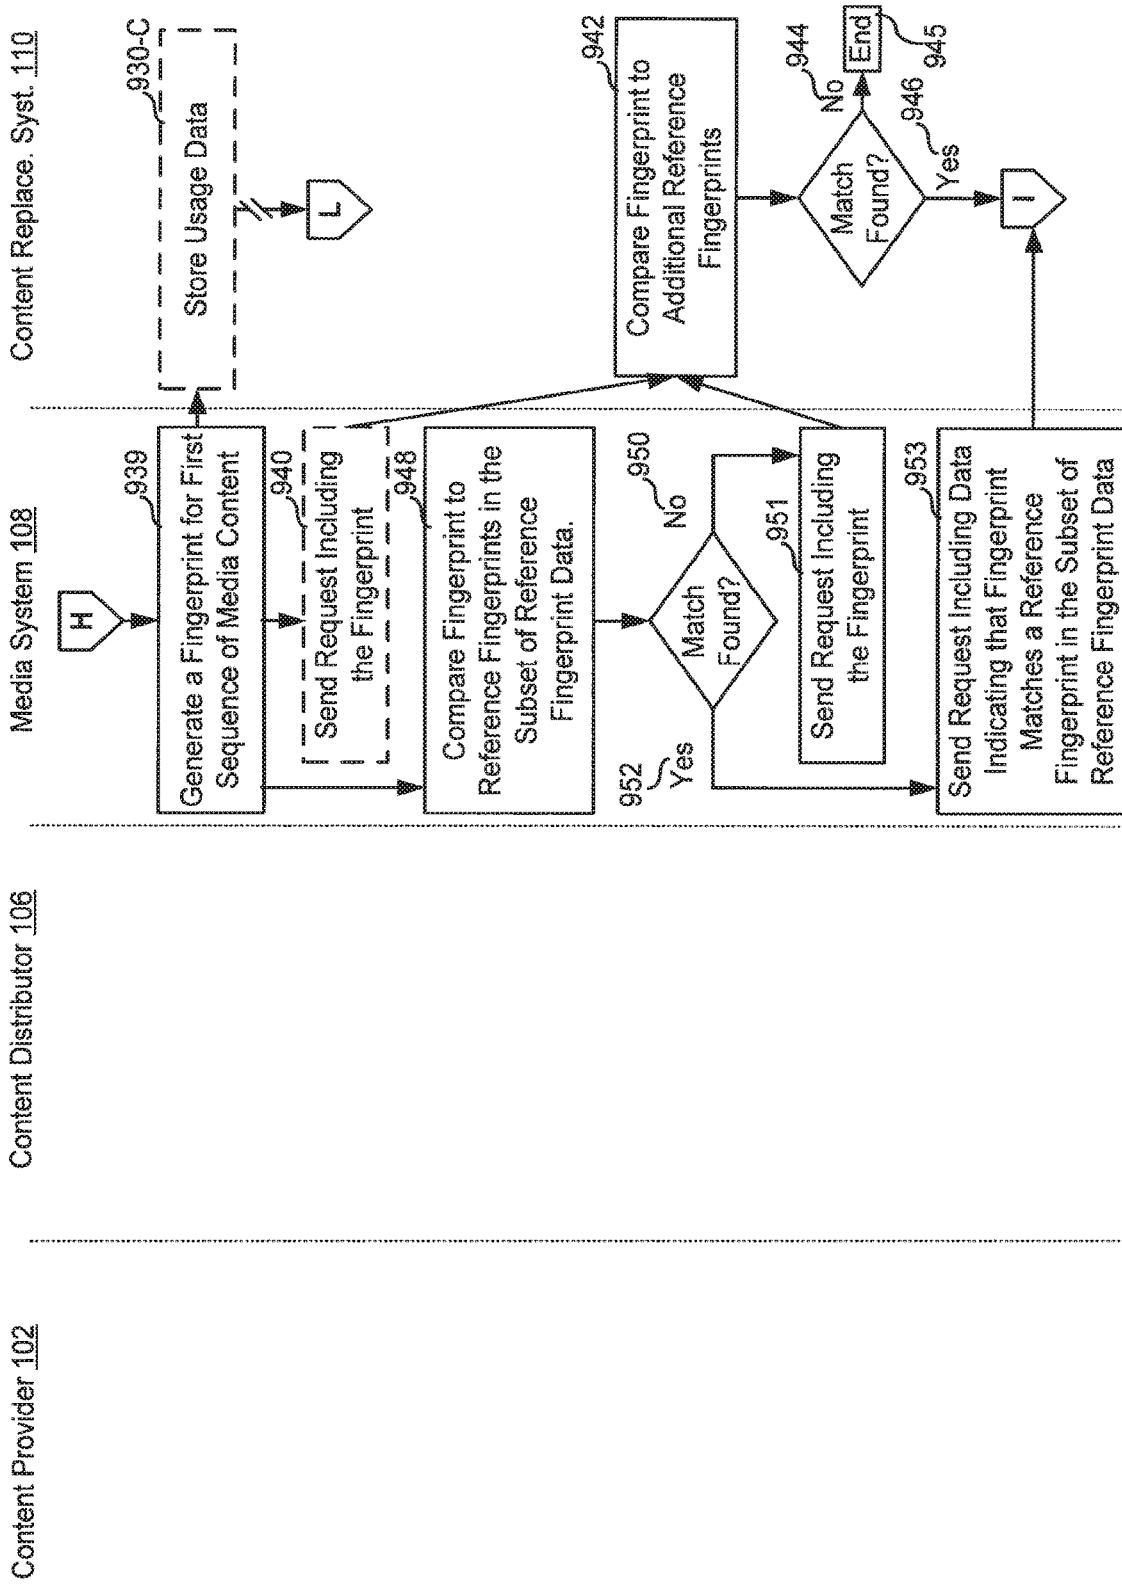 Content Provider 102
Content Distributor 106
Media System 108
Content Replace. Syst. 110
H
939
Generate a Fingerprint for First
Sequence of Media Content
930-C
Store Usage Data
L
940
Send Request Including
the Fingerprint
948
Compare Fingerprint to
Reference Fingerprints in the
Subset of Reference
Fingerprint Data.
942
Compare Fingerprint to
Additional Reference
Fingerprints
952
Yes
Match
Found?
950
No
951
Send Request Including
the Fingerprint
Match
Found?
944
No
End
945
946
Yes
953
Send Request Including Data
Indicating that Fingerprint
Matches a Reference
Fingerprint in the Subset of
Reference Fingerprint Data
I